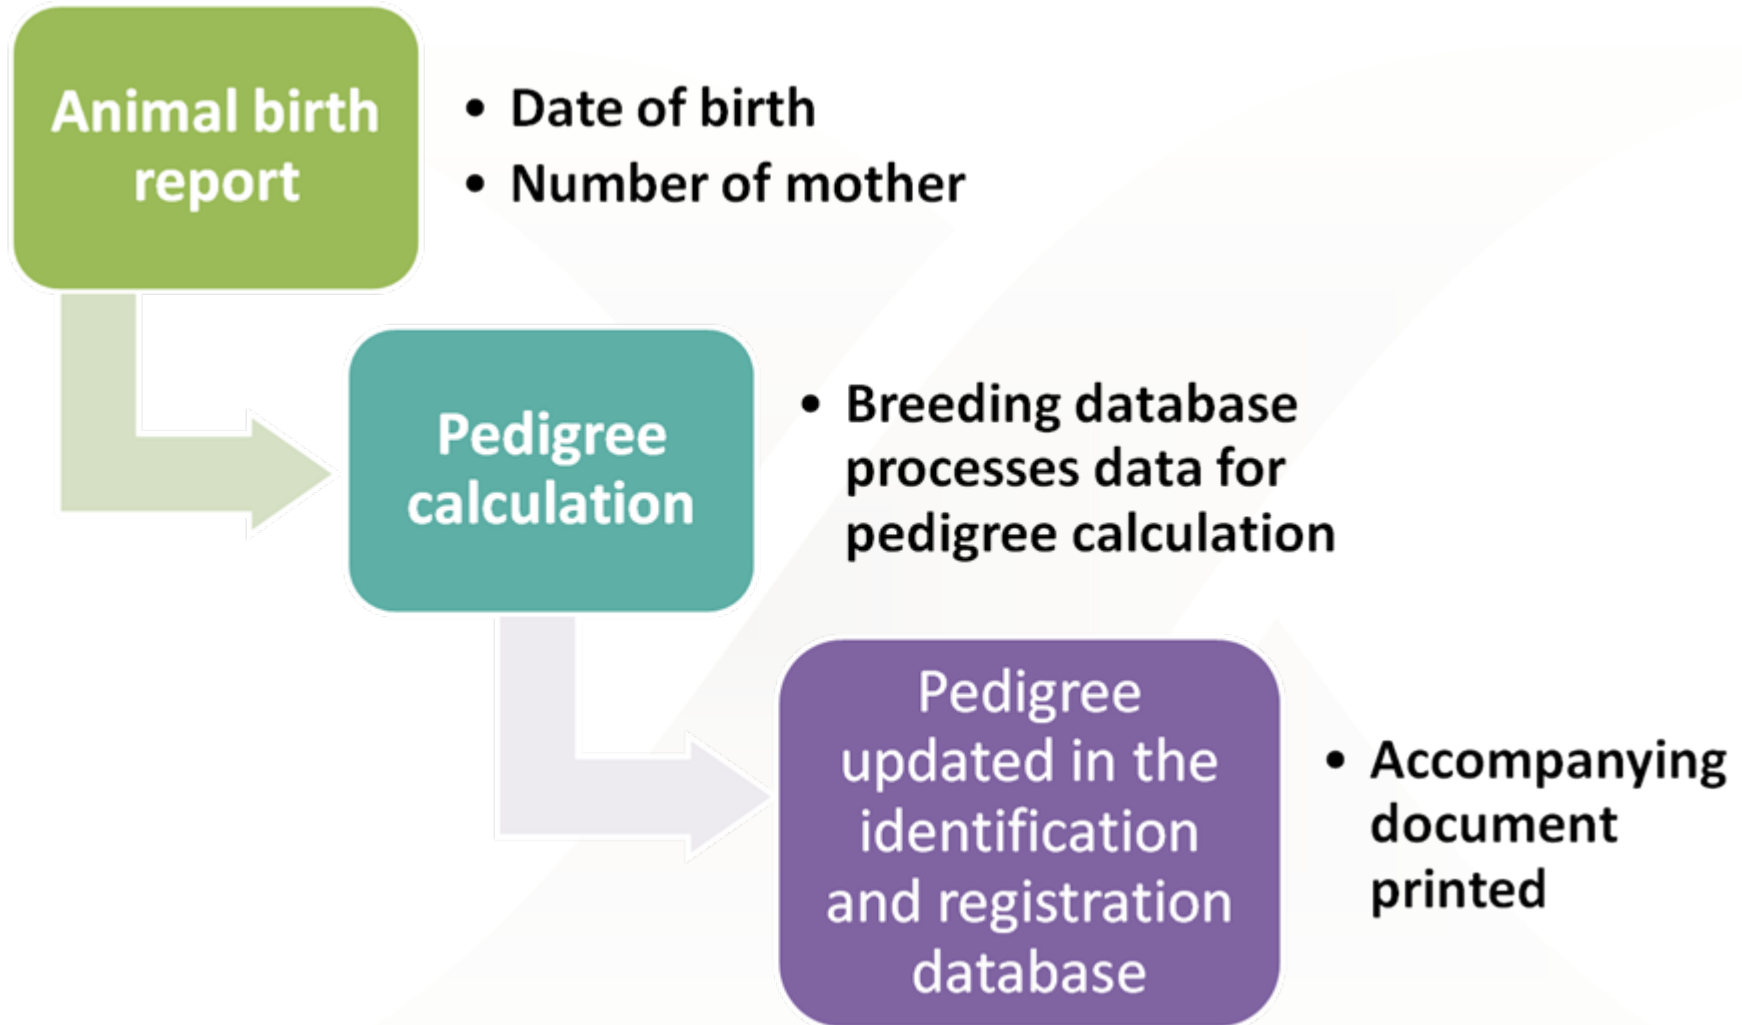 Animal birth
report
• Date of birth
• Number of mother
Pedigree
calculation
• Breeding database
processes data for
pedigree calculation
Pedigree
updated in the
identification
and registration
database
• Accompanying
document
printed